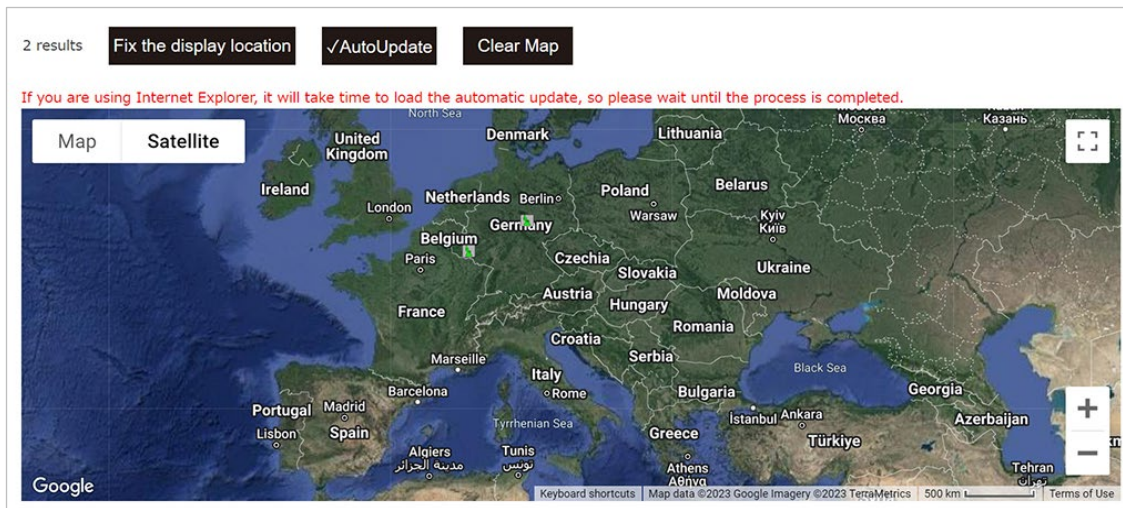 2 results
Fix the display location
✓AutoUpdate
Clear Map
If you are using Internet Explorer, it will take time to load the automatic update, so please wait until the process is completed.
Map
Satellite
North Sea
Denmark
Lithuania
Москва
Казань
United
Kingdom
Ireland
London
Netherlands
Berlin
Poland
Warsaw
Belarus
Germany
Kyiv
Київ
Belgium
Paris
Czechia
Slovakia
Ukraine
France
Austria
Hungary
Moldova
Romania
Croatia
Serbia
Marseille
Italy
Rome
Black Sea
Barcelona
Bulgaria
Georgia
Portugal
Madrid
Lisbon
Spain
Tyrrhenian Sea
İstanbul
Ankara
Azerbaijan
Greece
Türkiye
Algiers
مدينة الجزائر
Tunis
تونس
Athens
Αθήνα
Tehran
تهران
Google
Keyboard shortcuts
Map data ©2023 Google Imagery ©2023 TerraMetrics
500 km
Terms of Use